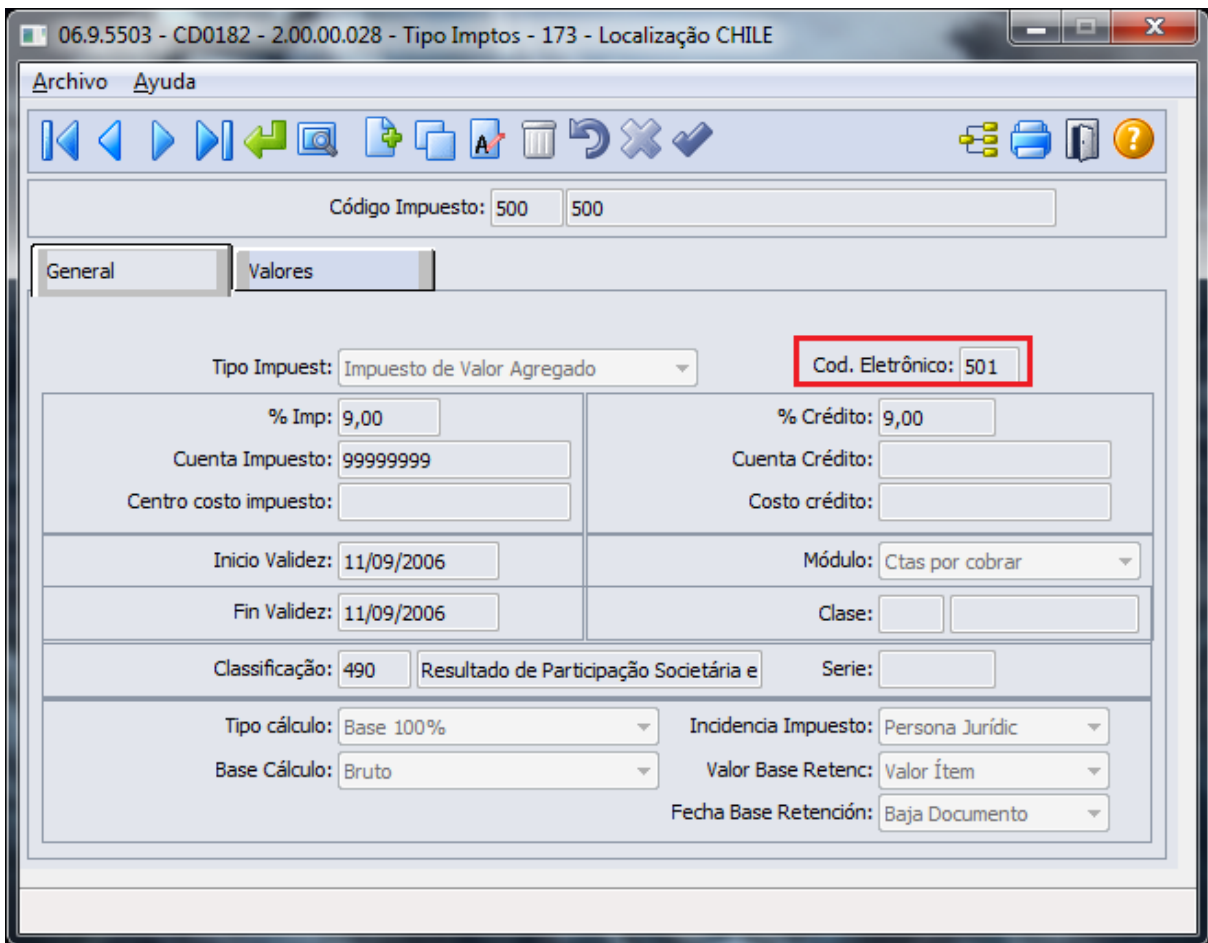 06.9.5503 - CD0182 - 2.00.00.028 - Tipo Imptos - 173 - Localização CHILE
Archivo Ayuda
Código Impuesto: 500 500
General Valores
Tipo Impuest: Impuesto de Valor Agregado Cod. Eletrônico: 501
% Imp: 9,00 % Crédito: 9,00
Cuenta Impuesto: 99999999 Cuenta Crédito:
Centro costo impuesto: Costo crédito:
Inicio Validez: 11/09/2006 Módulo: Ctas por cobrar
Fin Validez: 11/09/2006 Clase:
Classificação: 490 Resultado de Participação Societária e Serie:
Tipo cálculo: Base 100% Incidencia Impuesto: Persona Jurídic
Base Cálculo: Bruto Valor Base Retenc: Valor Ítem
Fecha Base Retención: Baja Documento